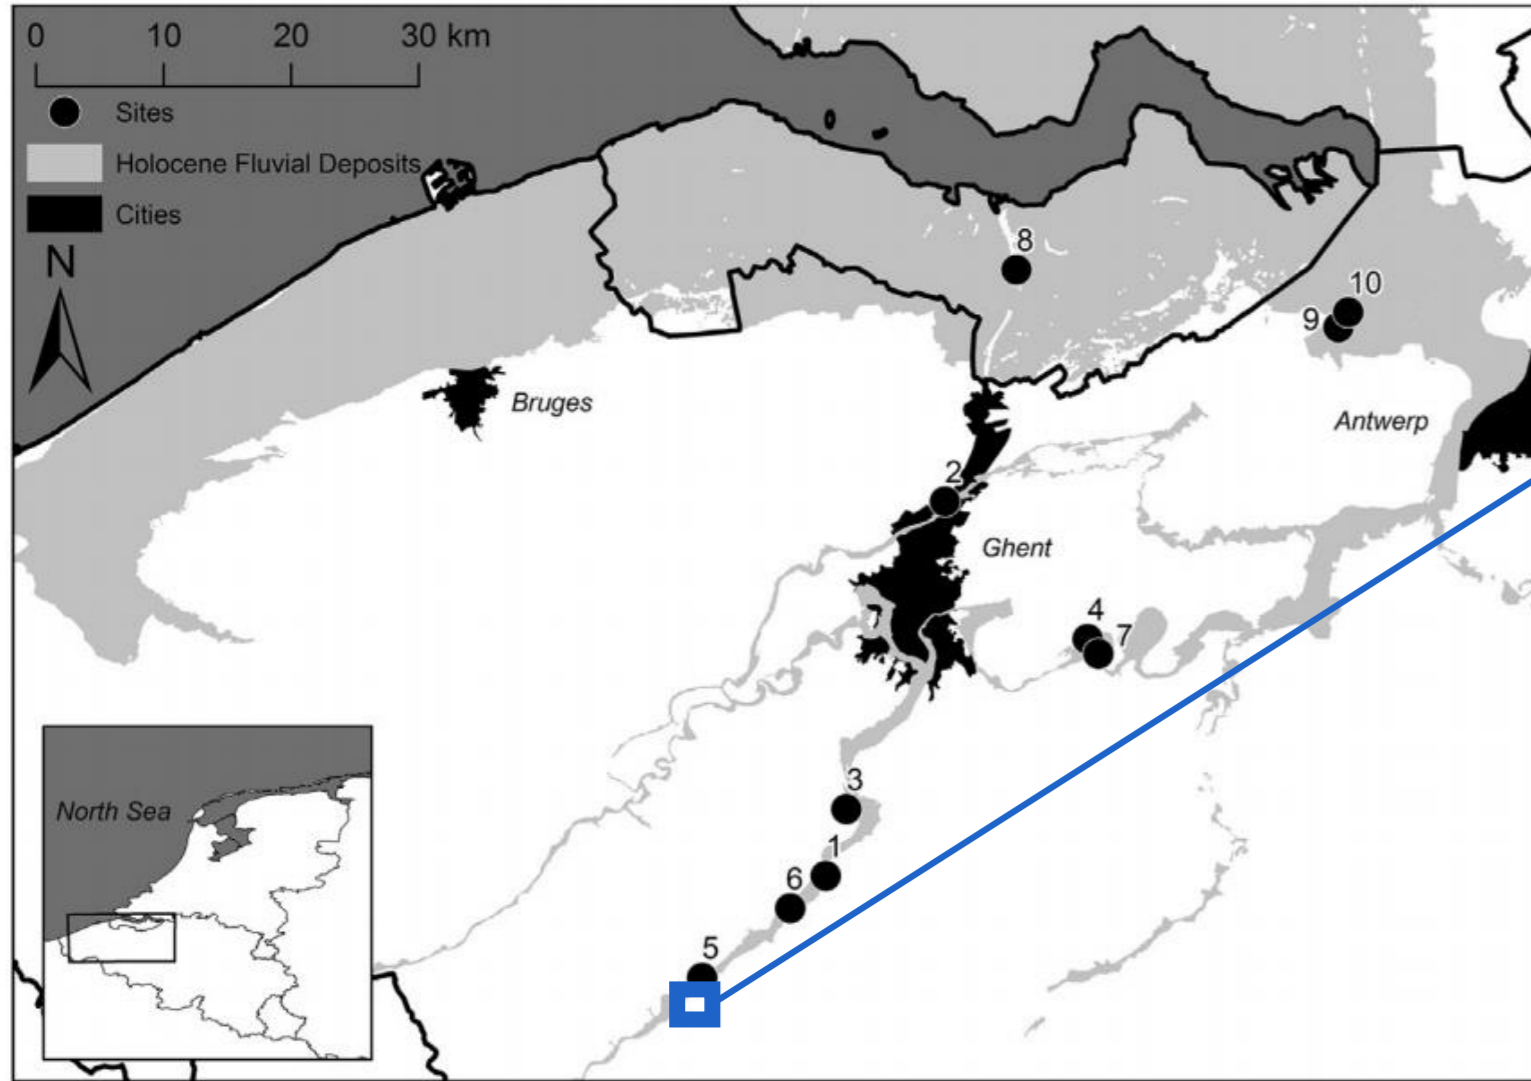 0 10 20 30 km
Sites
Holocene Fluvial Deposits
Cities
N
8
10
9
Bruges
Antwerp
2
Ghent
4
7
3
North Sea
1
6
5